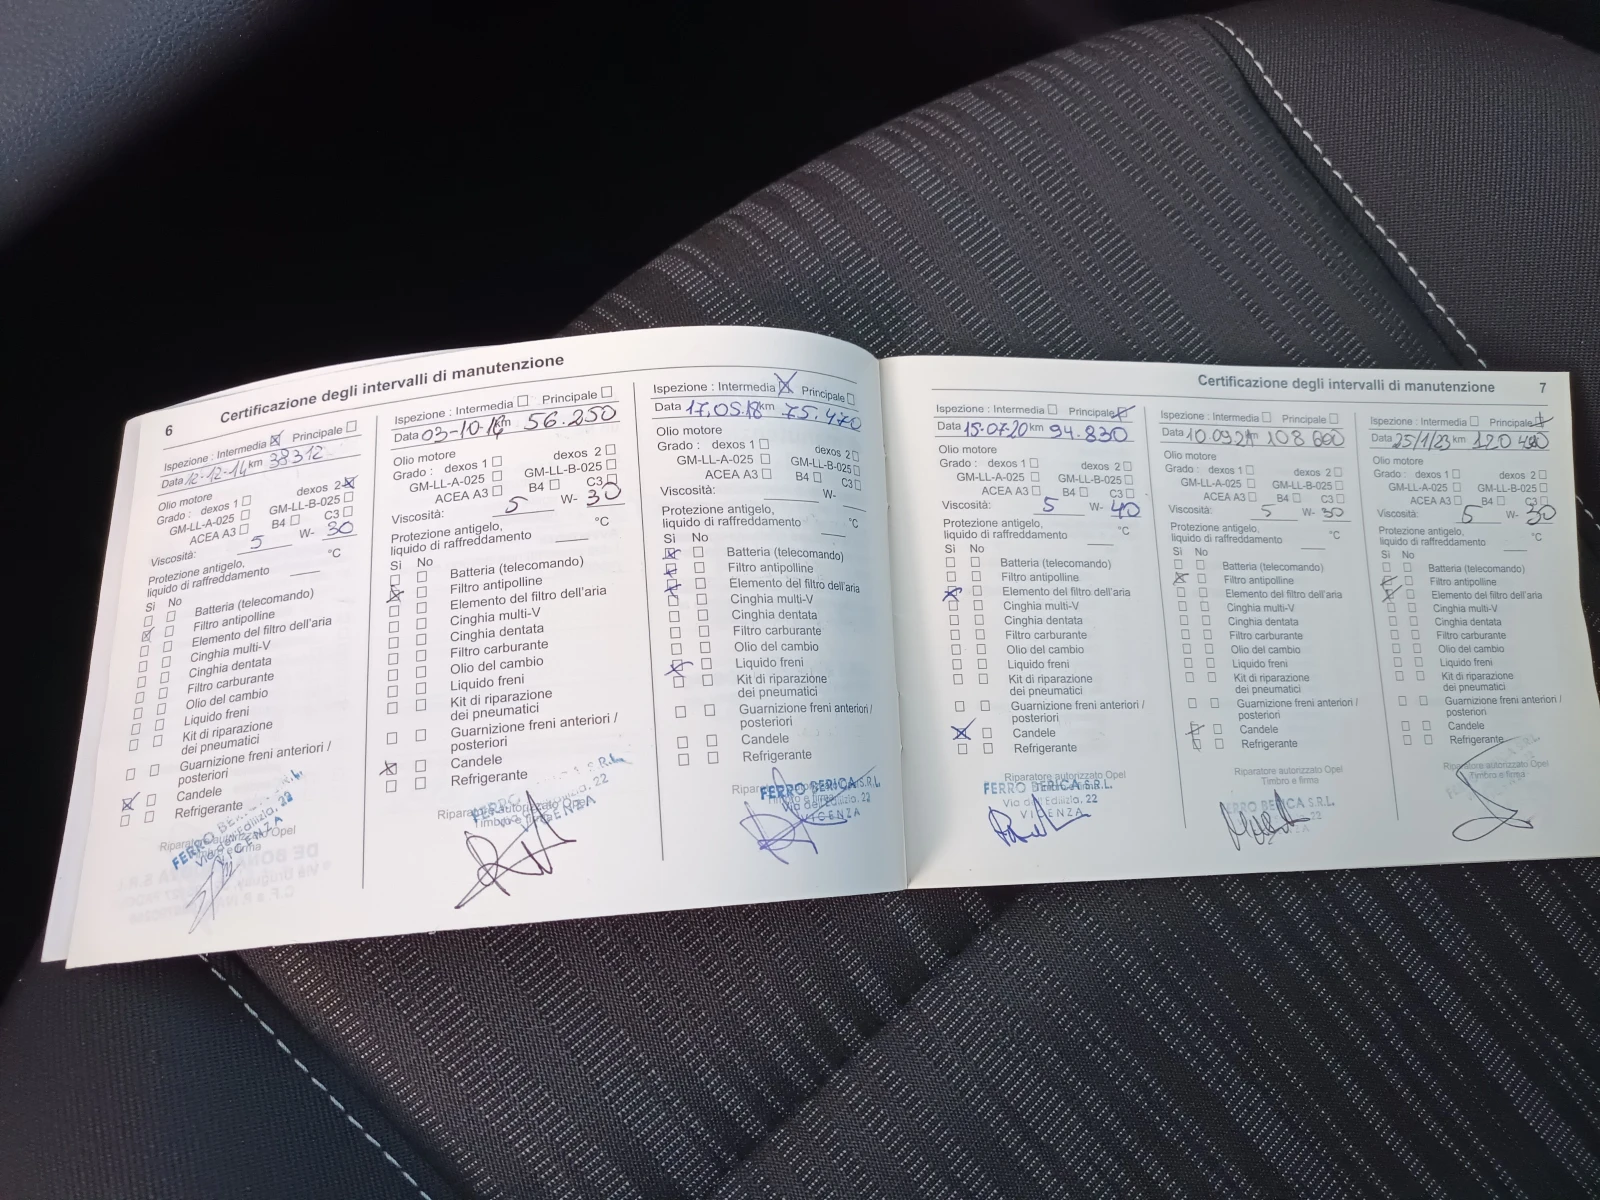 6
Certificazione degli intervalli di manutenzione
Ispezione : Intermedia Principale
Data 12-12-14 km 38312
Olio motore
Grado : dexos 1 dexos 2
GM-LL-A-025 GM-LL-B-025
ACEA A3 B4 C3
Viscosità: 5 W- 30
Protezione antigelo,
liquido di raffreddamento °C
Sì No
Batteria (telecomando)
Filtro antipolline
Elemento del filtro dell'aria
Cinghia multi-V
Cinghia dentata
Filtro carburante
Olio del cambio
Liquido freni
Kit di riparazione
dei pneumatici
Guarnizione freni anteriori /
posteriori
Candele
Refrigerante
Riparatore autorizzato Opel
FERRO
Via dell'Edilizia, 22
VICENZA
Ispezione : Intermedia Principale
Data 03-10-16 km 56.250
Olio motore
Grado : dexos 1 dexos 2
GM-LL-A-025 GM-LL-B-025
ACEA A3 B4 C3
Viscosità: 5 W- 30
Protezione antigelo,
liquido di raffreddamento °C
Sì No
Batteria (telecomando)
Filtro antipolline
Elemento del filtro dell'aria
Cinghia multi-V
Cinghia dentata
Filtro carburante
Olio del cambio
Liquido freni
Kit di riparazione
dei pneumatici
Guarnizione freni anteriori /
posteriori
Candele
Refrigerante
Riparatore autorizzato Opel
Timbro e firma
FERRO S.R.L.
22
VICENZA
Ispezione : Intermedia Principale
Data 17.05.18 km 75.470
Olio motore
Grado : dexos 1 dexos 2
GM-LL-A-025 GM-LL-B-025
ACEA A3 B4 C3
Viscosità: W-
Protezione antigelo,
liquido di raffreddamento °C
Sì No
Batteria (telecomando)
Filtro antipolline
Elemento del filtro dell'aria
Cinghia multi-V
Cinghia dentata
Filtro carburante
Olio del cambio
Liquido freni
Kit di riparazione
dei pneumatici
Guarnizione freni anteriori /
posteriori
Candele
Refrigerante
FERRO BERICA S.R.L.
Via dell'Edilizia, 22
VICENZA
Certificazione degli intervalli di manutenzione
7
Ispezione : Intermedia Principale
Data 15.07.20 km 94.830
Olio motore
Grado : dexos 1 dexos 2
GM-LL-A-025 GM-LL-B-025
ACEA A3 B4 C3
Viscosità: 5 W- 40
Protezione antigelo,
liquido di raffreddamento °C
Sì No
Batteria (telecomando)
Filtro antipolline
Elemento del filtro dell'aria
Cinghia multi-V
Cinghia dentata
Filtro carburante
Olio del cambio
Liquido freni
Kit di riparazione
dei pneumatici
Guarnizione freni anteriori /
posteriori
Candele
Refrigerante
Riparatore autorizzato Opel
FERRO BERICA S.R.L.
Via dell'Edilizia, 22
VICENZA
Ispezione : Intermedia Principale
Data 10 09 21 km 108 600
Olio motore
Grado : dexos 1 dexos 2
GM-LL-A-025 GM-LL-B-025
ACEA A3 B4 C3
Viscosità: 5 W- 30
Protezione antigelo,
liquido di raffreddamento °C
Sì No
Batteria (telecomando)
Filtro antipolline
Elemento del filtro dell'aria
Cinghia multi-V
Cinghia dentata
Filtro carburante
Olio del cambio
Liquido freni
Kit di riparazione
dei pneumatici
Guarnizione freni anteriori /
posteriori
Candele
Refrigerante
Riparatore autorizzato Opel
Timbro e firma
FERRO BERICA S.R.L.
Ispezione : Intermedia Principale
Data 25/1/23 km 120 400
Olio motore
Grado : dexos 1 dexos 2
GM-LL-A-025 GM-LL-B-025
ACEA A3 B4 C3
Viscosità: 5 W- 30
Protezione antigelo,
liquido di raffreddamento °C
Sì No
Batteria (telecomando)
Filtro antipolline
Elemento del filtro dell'aria
Cinghia multi-V
Cinghia dentata
Filtro carburante
Olio del cambio
Liquido freni
Kit di riparazione
dei pneumatici
Guarnizione freni anteriori /
posteriori
Candele
Refrigerante
Riparatore autorizzato Opel
Timbro e firma